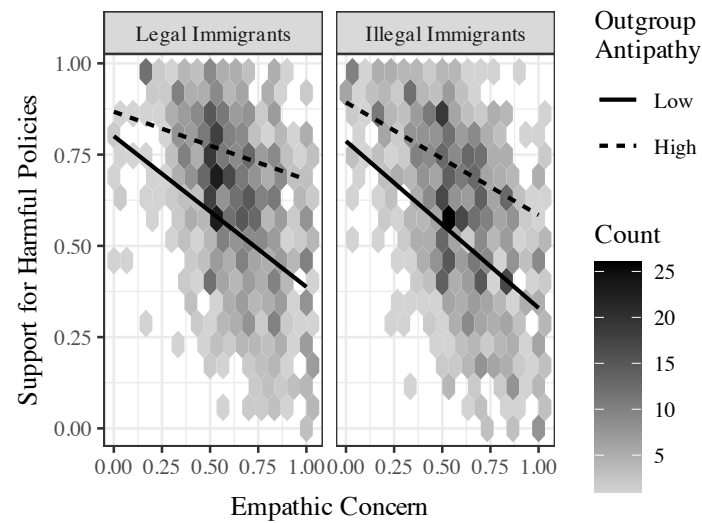 Legal Immigrants
Illegal Immigrants
Support for Harmful Policies
1.00
0.75
0.50
0.25
0.00
0.00 0.25 0.50 0.75 1.00
0.00 0.25 0.50 0.75 1.00
Empathic Concern
Outgroup
Antipathy
Low
High
Count
25
20
15
10
5